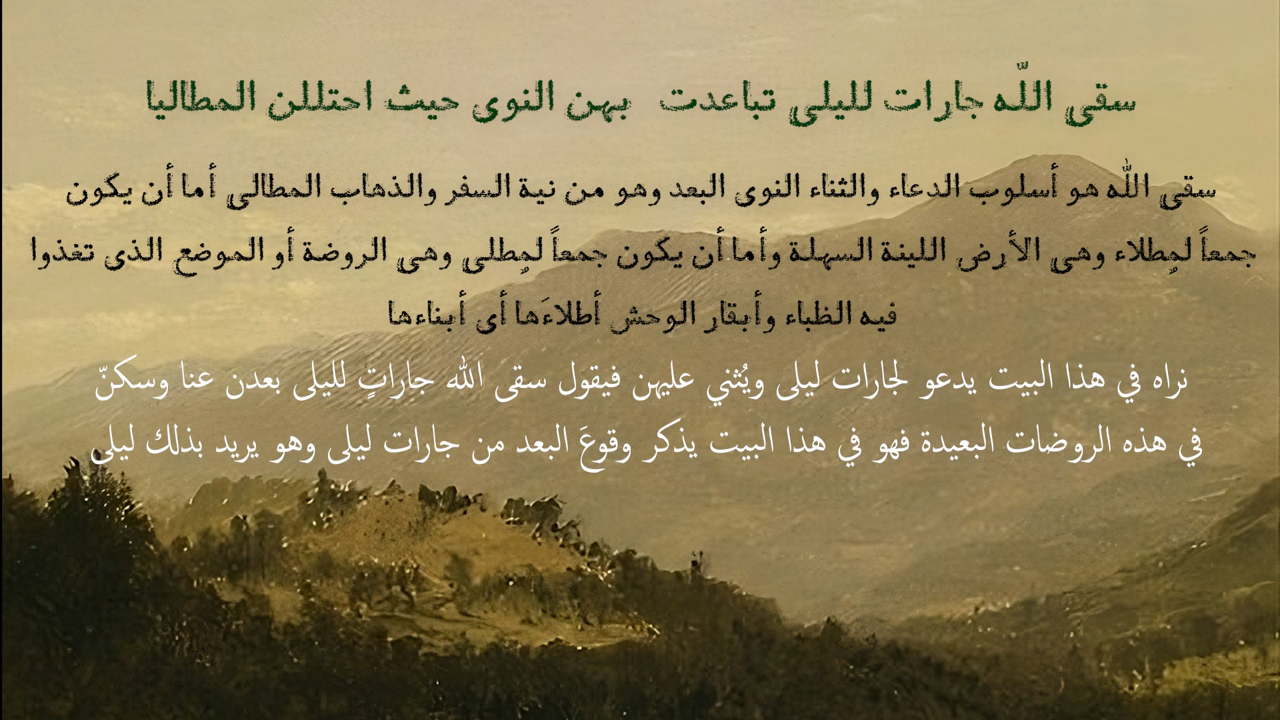 سقى اللّه جارات لليلى تباعدت بهن النوى حيث احتللن المطاليا
سقى اللّٰه هو أسلوب الدعاء والثناء النوى البعد وهو من نية السفر والذهاب المطالى أما أن يكون
جمعاً لمِطلاء وهى الأرض اللينة السهلة وأما أن يكون جمعاً لمِطلى وهى الروضة أو الموضع الذى تغذوا
فيه الظباء وأبقار الوحش أطلاءَها أى أبناءها
نراه في هذا البيت يدعو لجارات ليلى ويُثني عليهن فيقول سقى الله جاراتٍ لليلى بعدن عنا وسكنّ
في هذه الروضات البعيدة فهو في هذا البيت يذكر وقوعَ البعد من جارات ليلى وهو يريد بذلك ليلى